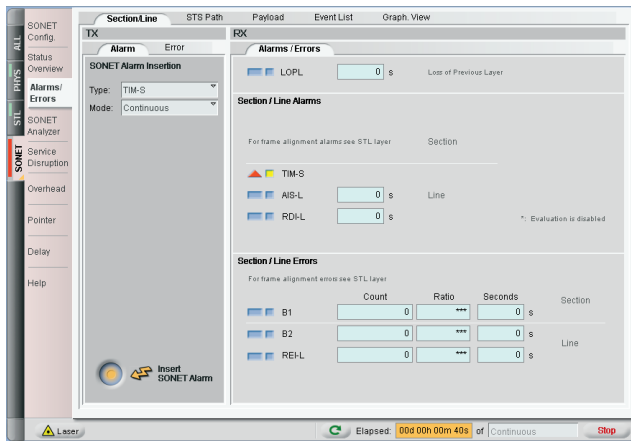 ALL
PHYS
STL
SONET
SONET
Config.
Status
Overview
Alarms/
Errors
SONET
Analyzer
Service
Disruption
Overhead
Pointer
Delay
Help
Section/Line STS Path Payload Event List Graph. View
TX
Alarm Error
SONET Alarm Insertion
Type: TIM-S
Mode: Continuous
Insert
SONET Alarm
RX
Alarms / Errors
LOPL 0 s Loss of Previous Layer
Section / Line Alarms
For frame alignment alarms see STL layer Section
TIM-S
AIS-L 0 s Line
RDI-L 0 s *: Evaluation is disabled
Section / Line Errors
For frame alignment errors see STL layer
Count Ratio Seconds Section
B1 0 *** 0 s
B2 0 *** 0 s
Line
REI-L 0 *** 0 s
Laser Elapsed: 00d 00h 00m 40s of Continuous Stop